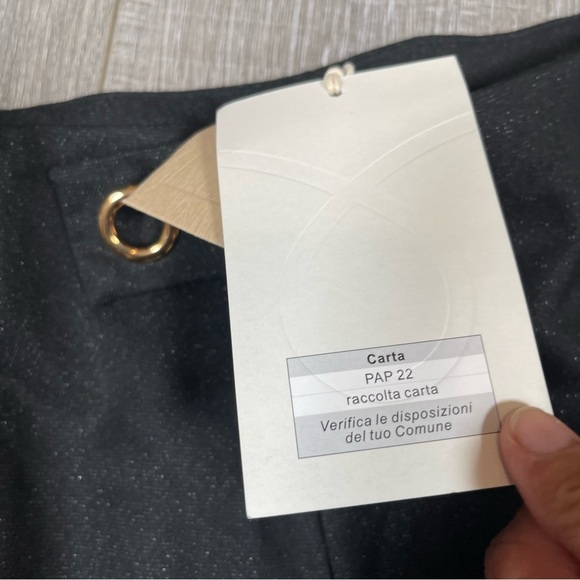 Carta
PAP 22
raccolta carta
Verifica le disposizioni
del tuo Comune